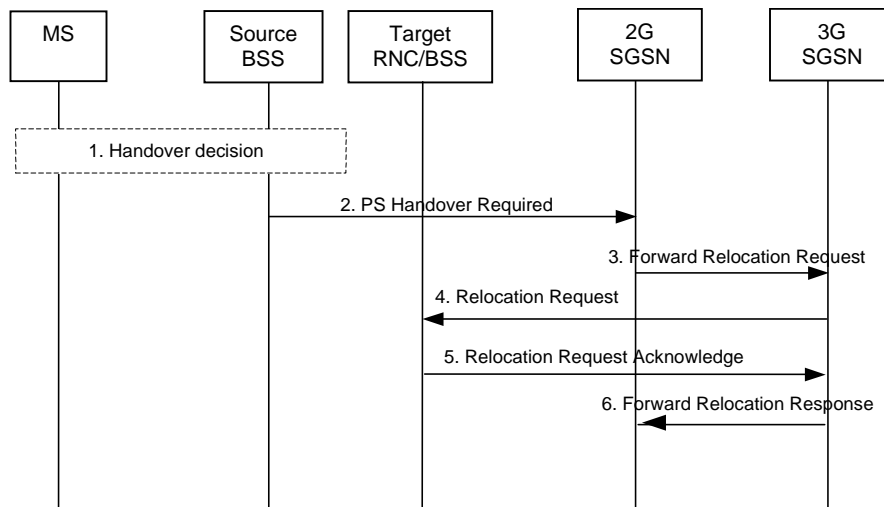 MS
Source
BSS
Target
RNC/BSS
2G
SGSN
3G
SGSN
1. Handover decision
2. PS Handover Required
3. Forward Relocation Request
4. Relocation Request
5. Relocation Request Acknowledge
6. Forward Relocation Response